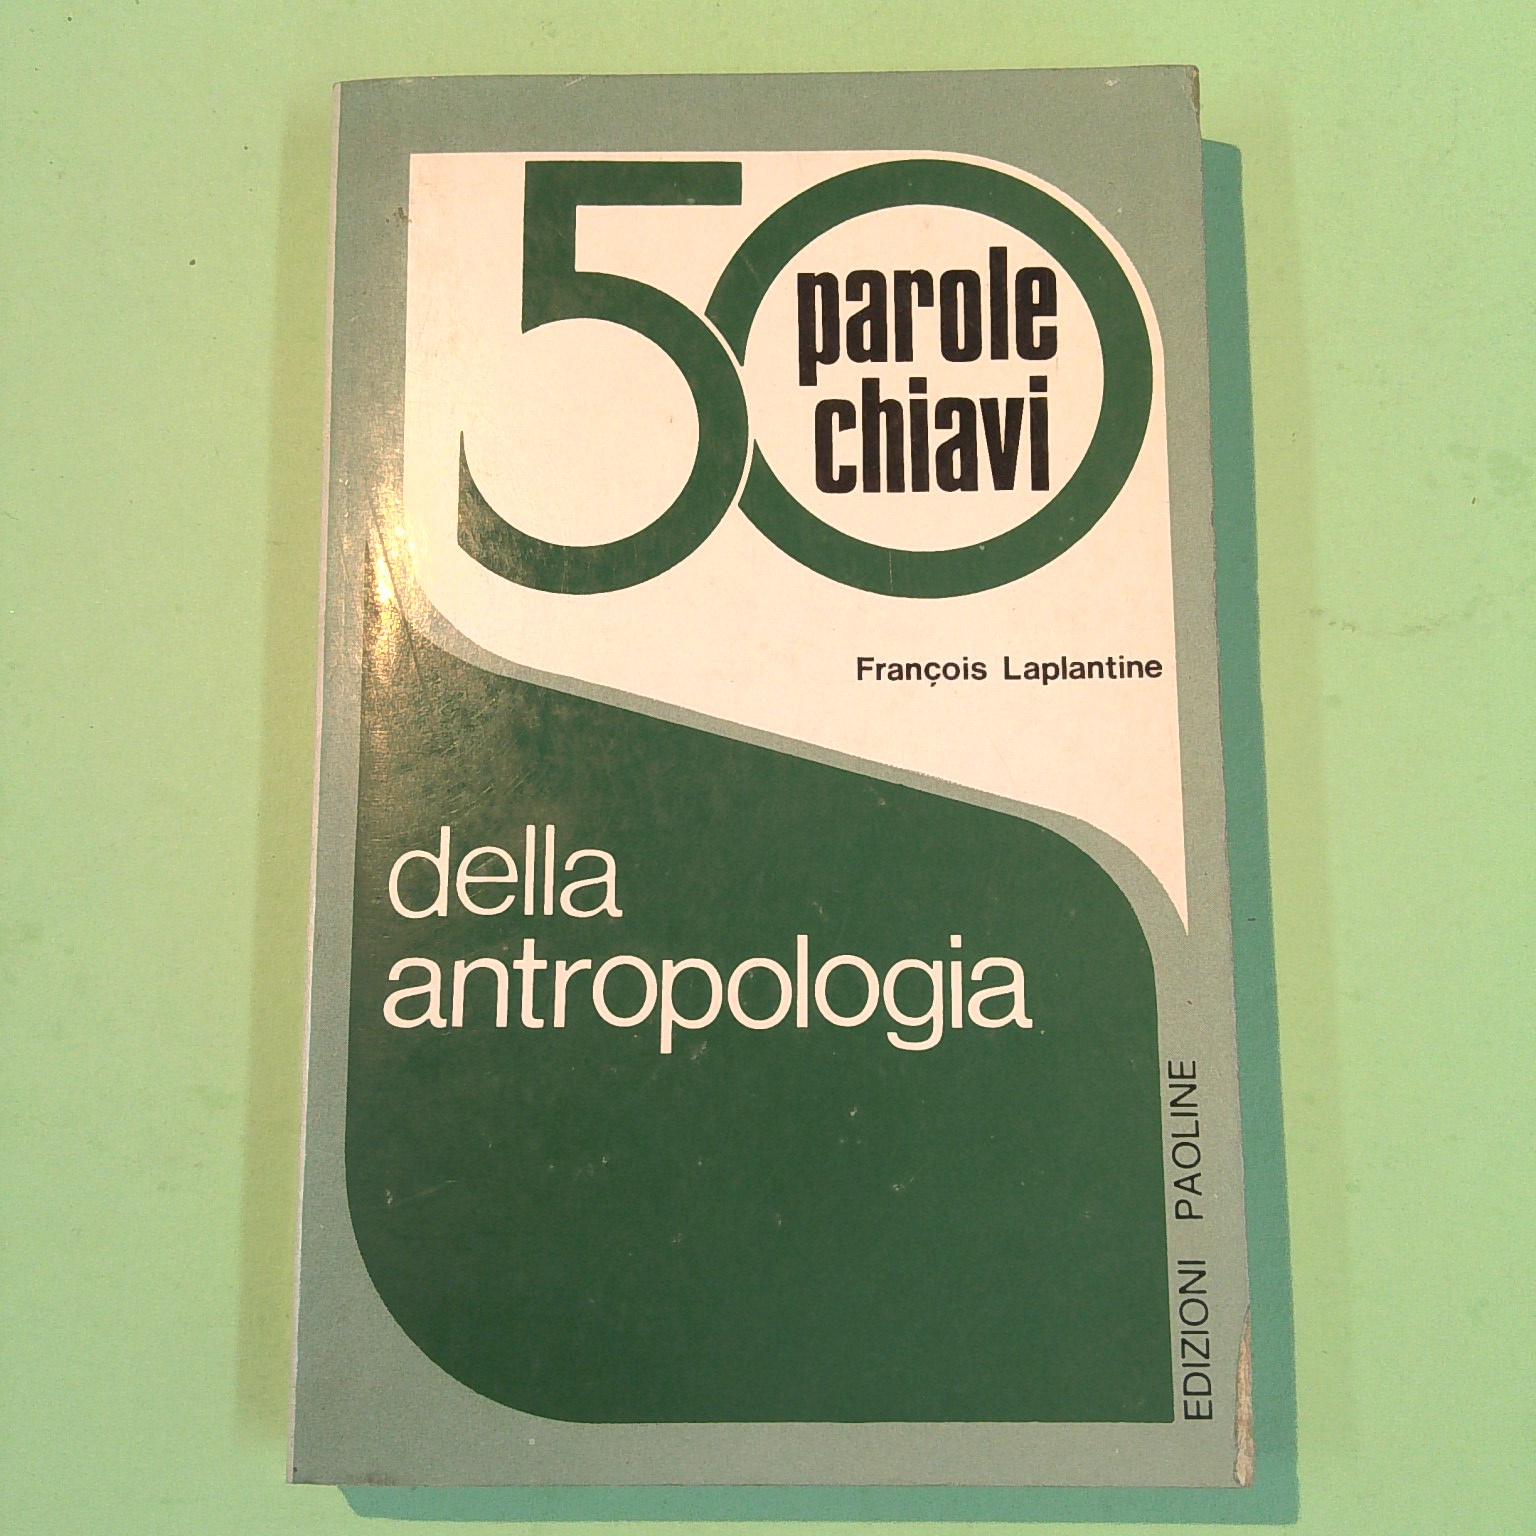 50
parole
chiavi
François Laplantine
della
antropologia
EDIZIONI PAOLINE